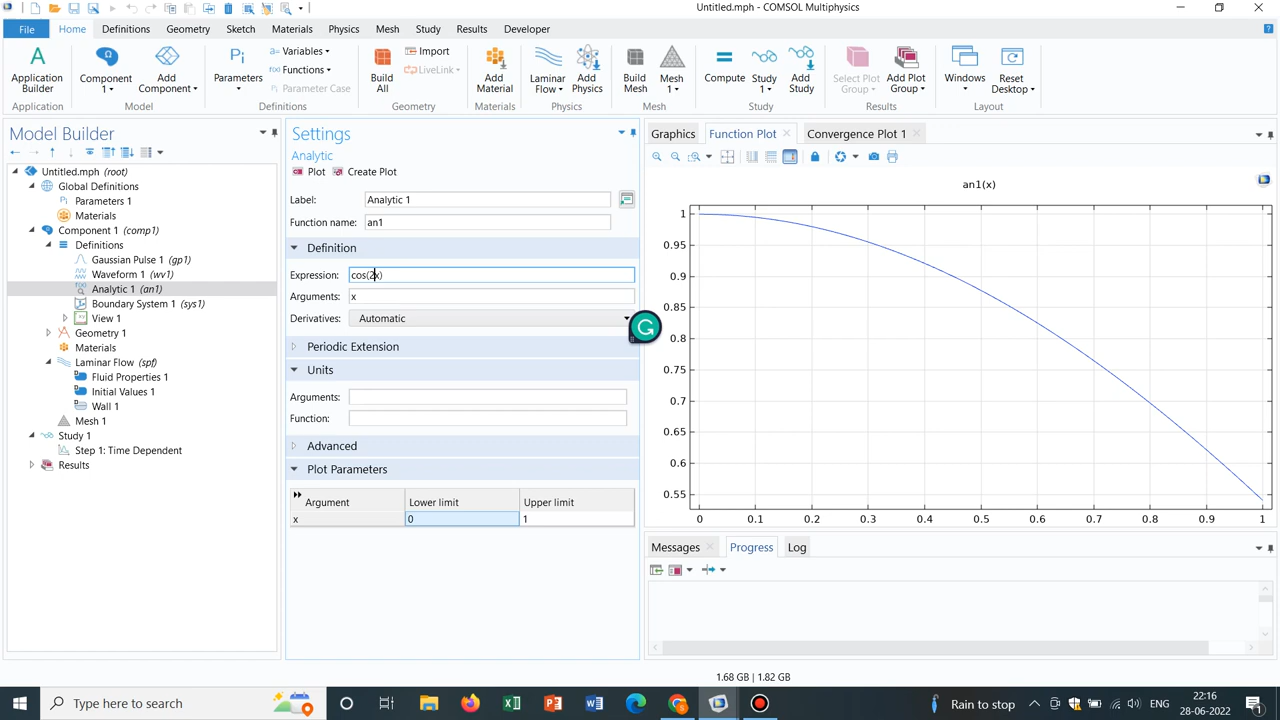 Untitled.mph - COMSOL Multiphysics
File Home Definitions Geometry Sketch Materials Physics Mesh Study Results Developer
Application Builder
Component 1
Add Component
Parameters
a= Variables
f(x) Functions
Pi Parameter Case
Build All
Import
LiveLink
Add Material
Laminar Flow
Add Physics
Build Mesh
Mesh 1
Compute
Study 1
Add Study
Select Plot Group
Add Plot Group
Windows
Reset Desktop
Application Model Definitions Geometry Materials Physics Mesh Study Results Layout
Model Builder
Untitled.mph (root)
Global Definitions
Parameters 1
Materials
Component 1 (comp1)
Definitions
Gaussian Pulse 1 (gp1)
Waveform 1 (wv1)
Analytic 1 (an1)
Boundary System 1 (sys1)
View 1
Geometry 1
Materials
Laminar Flow (spf)
Fluid Properties 1
Initial Values 1
Wall 1
Mesh 1
Study 1
Step 1: Time Dependent
Results
Settings
Analytic
Plot Create Plot
Label: Analytic 1
Function name: an1
Definition
Expression: cos(2x)
Arguments: x
Derivatives: Automatic
Periodic Extension
Units
Arguments:
Function:
Advanced
Plot Parameters
Argument Lower limit Upper limit
x 0 1
Graphics Function Plot Convergence Plot 1
an1(x)
1
0.95
0.9
0.85
0.8
0.75
0.7
0.65
0.6
0.55
0 0.1 0.2 0.3 0.4 0.5 0.6 0.7 0.8 0.9 1
Messages Progress Log
1.68 GB | 1.82 GB
Type here to search
Rain to stop
ENG
22:16
28-06-2022